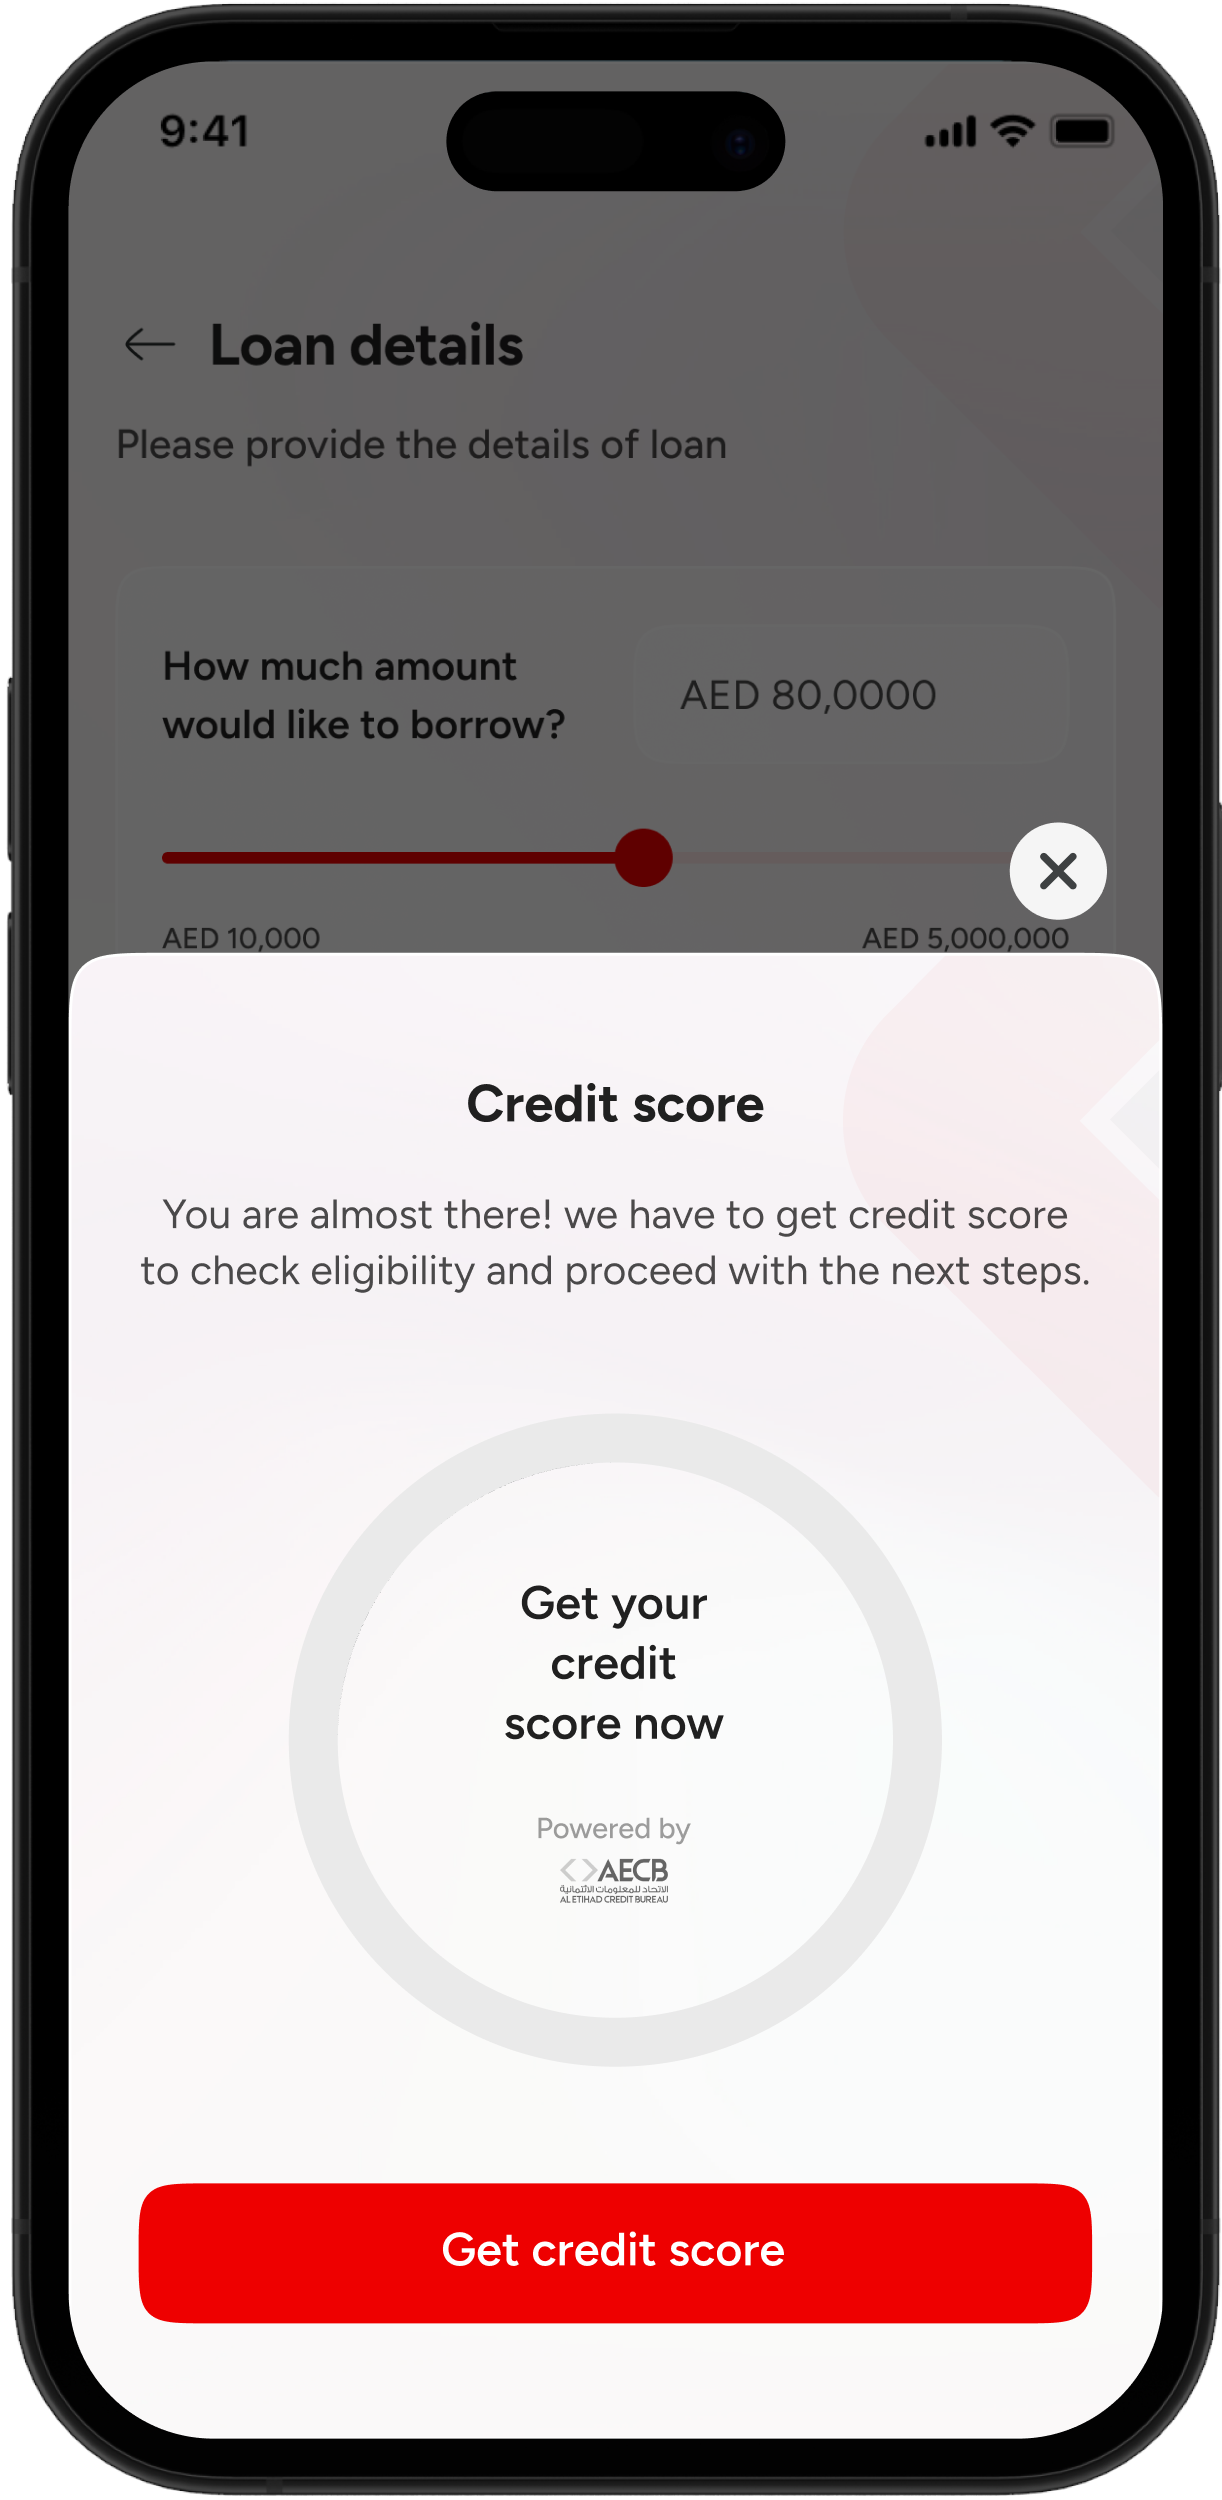 9:41
Loan details
Please provide the details of loan
How much amount
would like to borrow?
AED 80,0000
AED 10,000
AED 5,000,000
Credit score
You are almost there! we have to get credit score
to check eligibility and proceed with the next steps.
Get your
credit
score now
Powered by
AECB
الاتحاد للمعلومات الائتمانية
AL ETIHAD CREDIT BUREAU
Get credit score